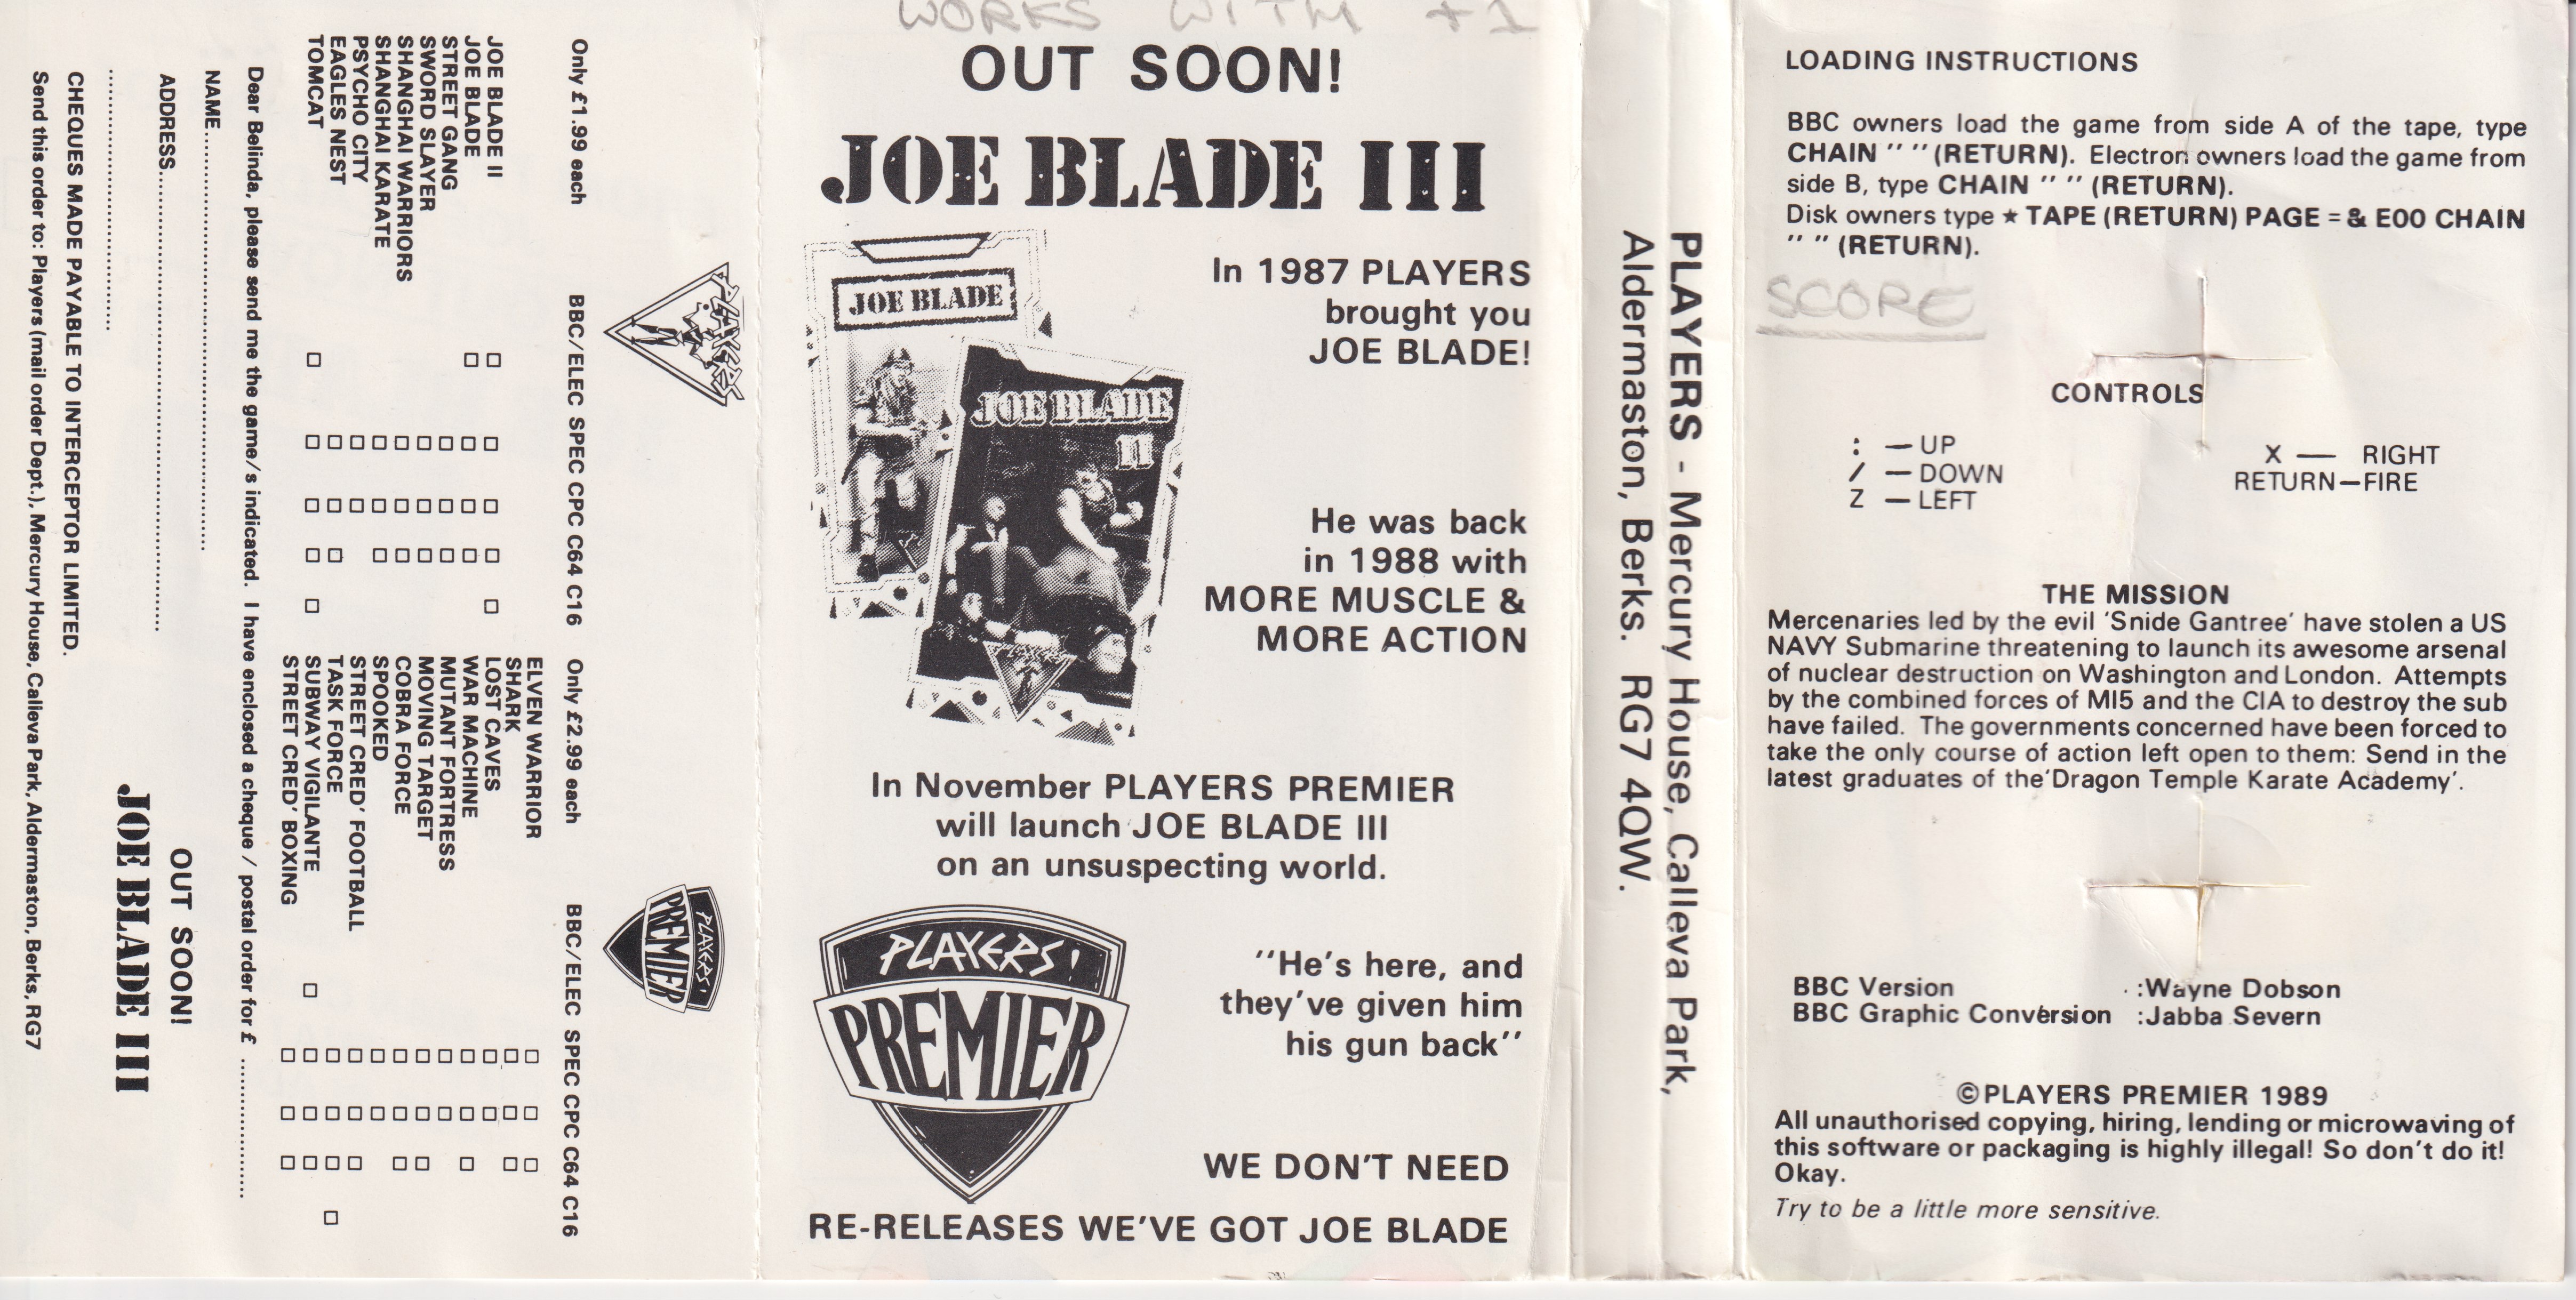 Only £1.99 each
BBC/ELEC SPEC CPC C64 C16
JOE BLADE II
JOE BLADE
STREET GANG
SWORD SLAYER
SHANGHAI WARRIORS
SHANGHAI KARATE
PSYCHO CITY
EAGLES NEST
TOMCAT
PLAYERS
Only £2.99 each
BBC/ELEC SPEC CPC C64 C16
ELVEN WARRIOR
SHARK
LOST CAVES
WAR MACHINE
MUTANT FORTRESS
MOVING TARGET
COBRA FORCE
SPOOKED
STREET CRED' FOOTBALL
TASK FORCE
SUBWAY VIGILANTE
STREET CRED' BOXING
PLAYERS
PREMIER
Dear Belinda, please send me the game/s indicated. I have enclosed a cheque / postal order for £ ..............
NAME..............
ADDRESS..............
..............
CHEQUES MADE PAYABLE TO INTERCEPTOR LIMITED.
Send this order to: Players (mail order Dept.), Mercury House, Calleva Park, Aldermaston, Berks, RG7
OUT SOON!
JOE BLADE III
WORKS WITH +1
OUT SOON!
JOE BLADE III
JOE BLADE
JOE BLADE
II
PLAYERS
In 1987 PLAYERS
brought you
JOE BLADE!
He was back
in 1988 with
MORE MUSCLE &
MORE ACTION
In November PLAYERS PREMIER
will launch JOE BLADE III
on an unsuspecting world.
PLAYERS
PREMIER
"He's here, and
they've given him
his gun back"
WE DON'T NEED
RE-RELEASES WE'VE GOT JOE BLADE
PLAYERS - Mercury House, Calleva Park,
Aldermaston, Berks. RG7 4QW.
LOADING INSTRUCTIONS
BBC owners load the game from side A of the tape, type
CHAIN " " (RETURN). Electron owners load the game from
side B, type CHAIN " " (RETURN).
Disk owners type ★ TAPE (RETURN) PAGE = & E00 CHAIN
" " (RETURN).
SCORE
CONTROLS
: — UP
/ — DOWN
Z — LEFT
X — RIGHT
RETURN—FIRE
THE MISSION
Mercenaries led by the evil 'Snide Gantree' have stolen a US
NAVY Submarine threatening to launch its awesome arsenal
of nuclear destruction on Washington and London. Attempts
by the combined forces of MI5 and the CIA to destroy the sub
have failed. The governments concerned have been forced to
take the only course of action left open to them: Send in the
latest graduates of the 'Dragon Temple Karate Academy'.
BBC Version :Wayne Dobson
BBC Graphic Conversion :Jabba Severn
©PLAYERS PREMIER 1989
All unauthorised copying, hiring, lending or microwaving of
this software or packaging is highly illegal! So don't do it!
Okay.
Try to be a little more sensitive.